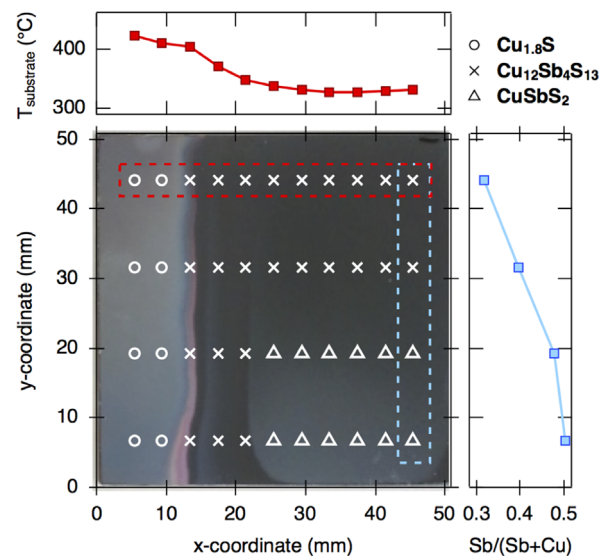 T substrate (°C)
400
300
Cu1.8S
Cu12Sb4S13
CuSbS2
y-coordinate (mm)
50
40
30
20
10
0
0 10 20 30 40 50
x-coordinate (mm)
0.3 0.4 0.5
Sb/(Sb+Cu)